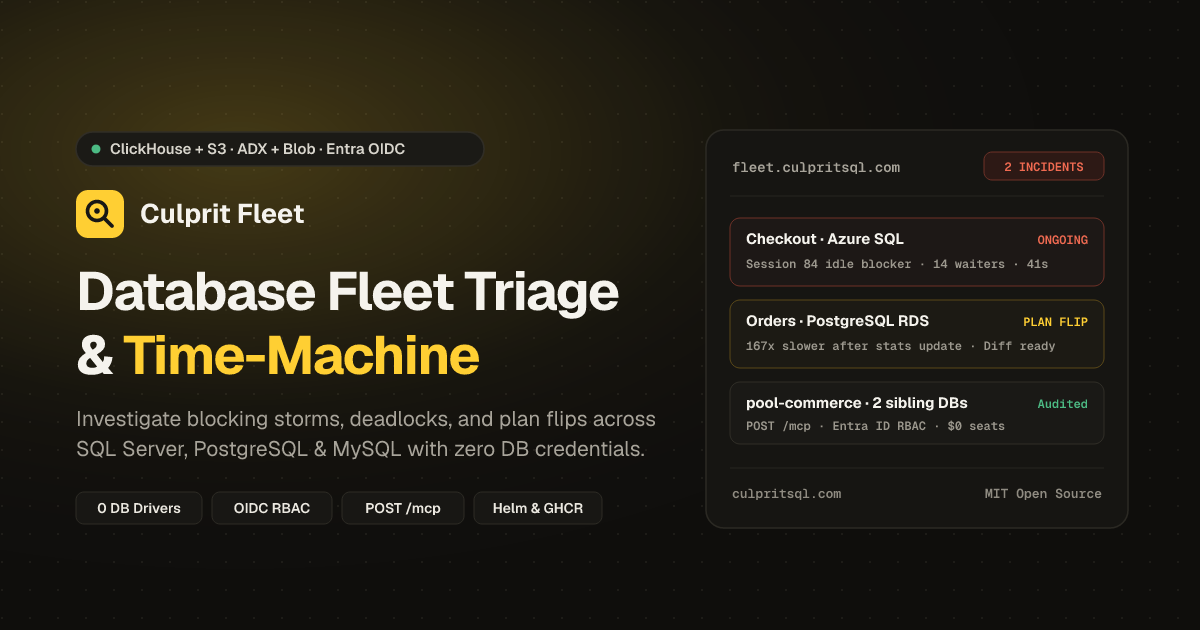 ClickHouse + S3 · ADX + Blob · Entra OIDC
Culprit Fleet
Database Fleet Triage
& Time-Machine
Investigate blocking storms, deadlocks, and plan flips across
SQL Server, PostgreSQL & MySQL with zero DB credentials.
0 DB Drivers
OIDC RBAC
POST /mcp
Helm & GHCR
fleet.culpritsql.com
2 INCIDENTS
Checkout · Azure SQL
ONGOING
Session 84 idle blocker · 14 waiters · 41s
Orders · PostgreSQL RDS
PLAN FLIP
167x slower after stats update · Diff ready
pool-commerce · 2 sibling DBs
Audited
POST /mcp · Entra ID RBAC · $0 seats
culpritsql.com
MIT Open Source